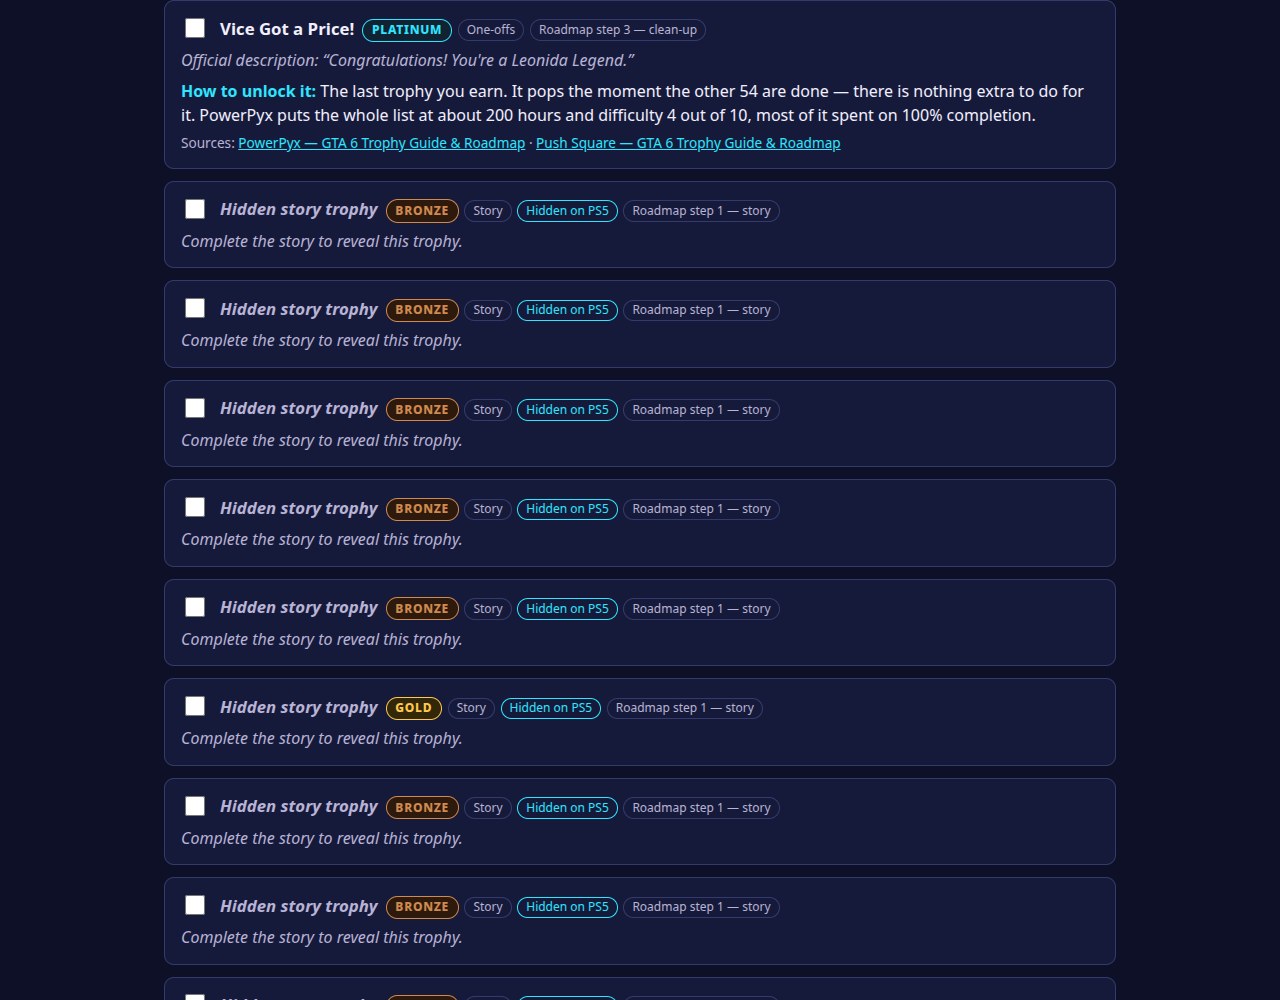 Vice Got a Price! PLATINUM One-offs Roadmap step 3 — clean-up
Official description: “Congratulations! You're a Leonida Legend.”
How to unlock it: The last trophy you earn. It pops the moment the other 54 are done — there is nothing extra to do for
it. PowerPyx puts the whole list at about 200 hours and difficulty 4 out of 10, most of it spent on 100% completion.
Sources: PowerPyx — GTA 6 Trophy Guide & Roadmap · Push Square — GTA 6 Trophy Guide & Roadmap
Hidden story trophy BRONZE Story Hidden on PS5 Roadmap step 1 — story
Complete the story to reveal this trophy.
Hidden story trophy BRONZE Story Hidden on PS5 Roadmap step 1 — story
Complete the story to reveal this trophy.
Hidden story trophy BRONZE Story Hidden on PS5 Roadmap step 1 — story
Complete the story to reveal this trophy.
Hidden story trophy BRONZE Story Hidden on PS5 Roadmap step 1 — story
Complete the story to reveal this trophy.
Hidden story trophy BRONZE Story Hidden on PS5 Roadmap step 1 — story
Complete the story to reveal this trophy.
Hidden story trophy GOLD Story Hidden on PS5 Roadmap step 1 — story
Complete the story to reveal this trophy.
Hidden story trophy BRONZE Story Hidden on PS5 Roadmap step 1 — story
Complete the story to reveal this trophy.
Hidden story trophy BRONZE Story Hidden on PS5 Roadmap step 1 — story
Complete the story to reveal this trophy.